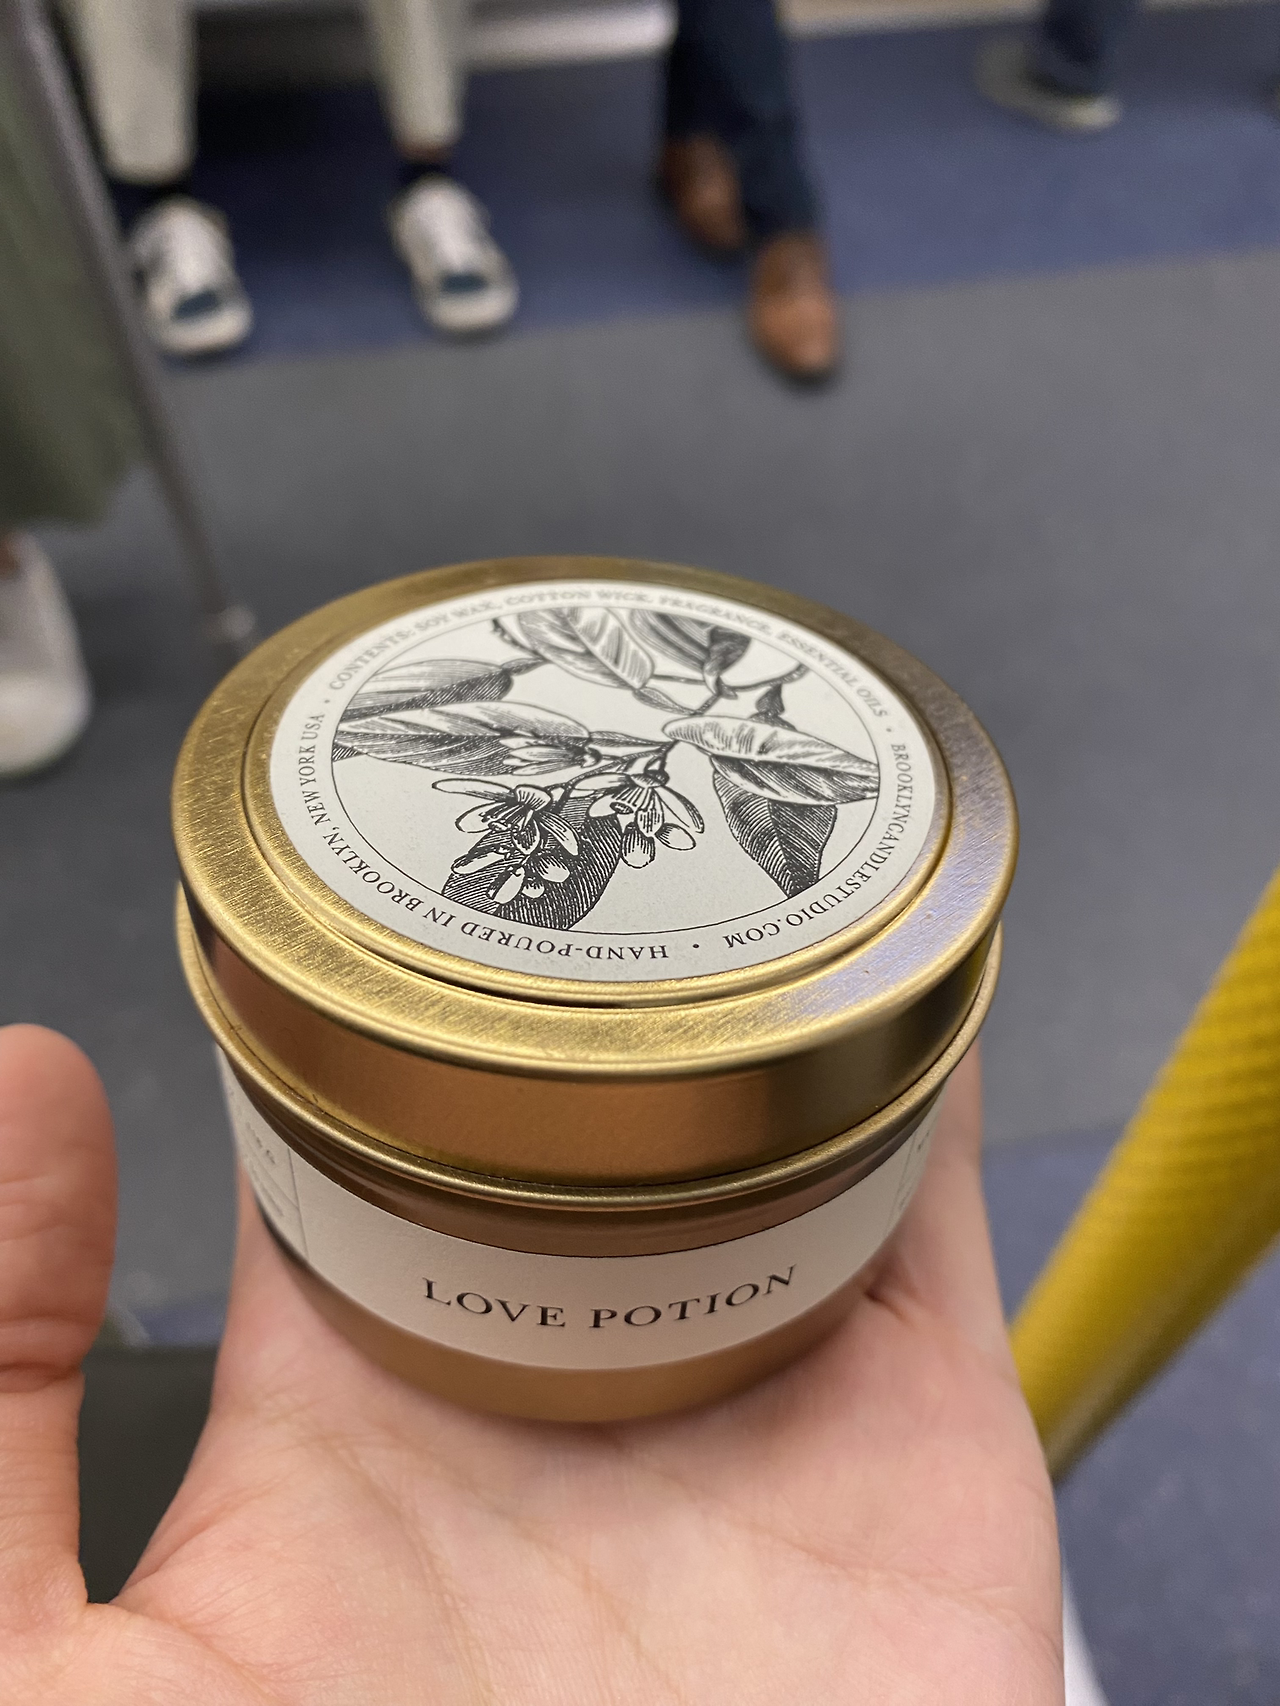 CONTENTS: SOY WAX, COTTON WICK, FRAGRANCE, ESSENTIAL OILS •
BROOKLYNCANDLESTUDIO.COM •
HAND-POURED IN BROOKLYN, NEW YORK USA •
LOVE POTION